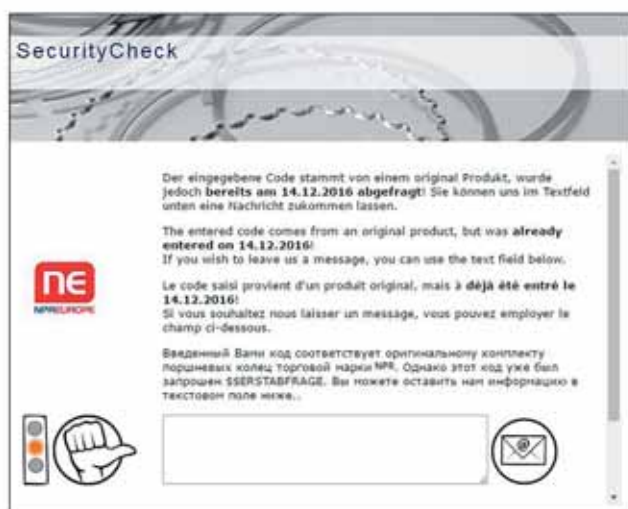 SecurityCheck
Der eingegebene Code stammt von einem original Produkt, wurde
jedoch bereits am 14.12.2016 abgefragt! Sie können uns im Textfeld
unten eine Nachricht zukommen lassen.
The entered code comes from an original product, but was already
entered on 14.12.2016!
If you wish to leave us a message, you can use the text field below.
Le code saisi provient d'un produit original, mais à déjà été entré le
14.12.2016!
Si vous souhaitez nous laisser un message, vous pouvez employer le
champ ci-dessous.
Введенный Вами код соответствует оригинальному комплекту
поршневых колец торговой марки NPR. Однако этот код уже был
запрошен $SERSTABFRAGE. Вы можете оставить нам информацию в
текстовом поле ниже..
ne
NPREUROPE
@